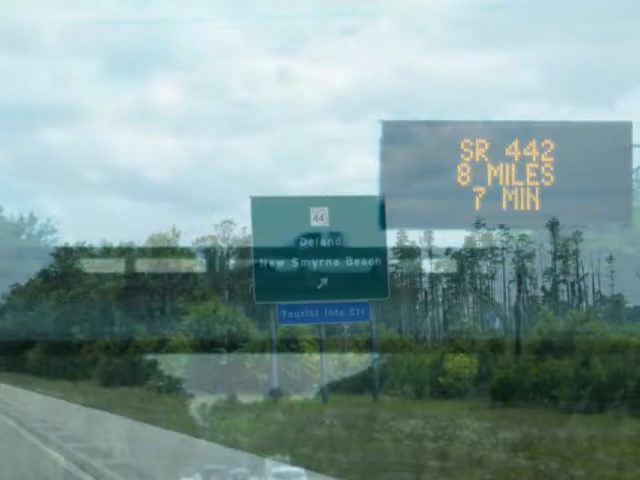 SR 442
8 MILES
7 MIN
44
Deland
New Smyrna Beach
Tourist Info Ctr